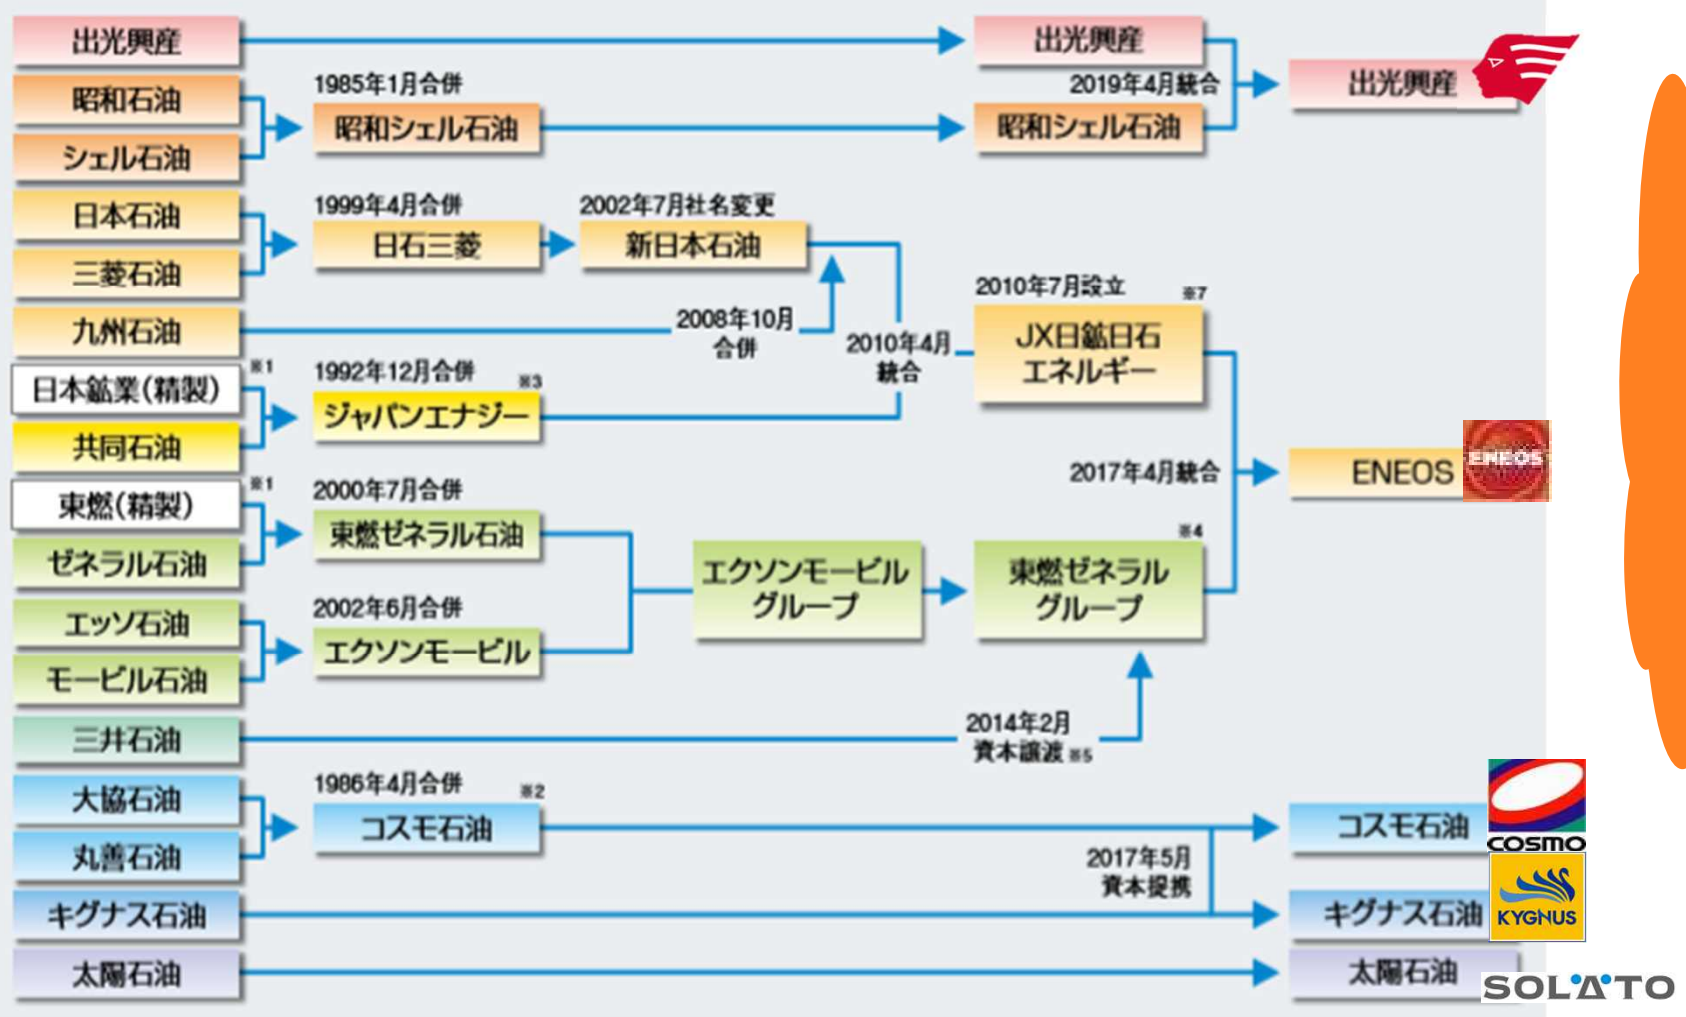 出光興産
昭和石油
シェル石油
日本石油
三菱石油
九州石油
日本鉱業(精製)
※1
共同石油
東燃(精製)
※1
ゼネラル石油
エッソ石油
モービル石油
三井石油
大協石油
丸善石油
キグナス石油
太陽石油
1985年1月合併
昭和シェル石油
1999年4月合併
日石三菱
2002年7月社名変更
新日本石油
2008年10月
合併
1992年12月合併
※3
ジャパンエナジー
2010年4月
統合
2000年7月合併
東燃ゼネラル石油
2002年6月合併
エクソンモービル
エクソンモービル
グループ
1986年4月合併
※2
コスモ石油
出光興産
2019年4月統合
昭和シェル石油
2010年7月設立
※7
JX日鉱日石
エネルギー
2017年4月統合
※4
東燃ゼネラル
グループ
2014年2月
資本譲渡 ※5
2017年5月
資本提携
出光興産
ENEOS
ENEOS
コスモ石油
COSMO
キグナス石油
KYGNUS
太陽石油
SOLATO